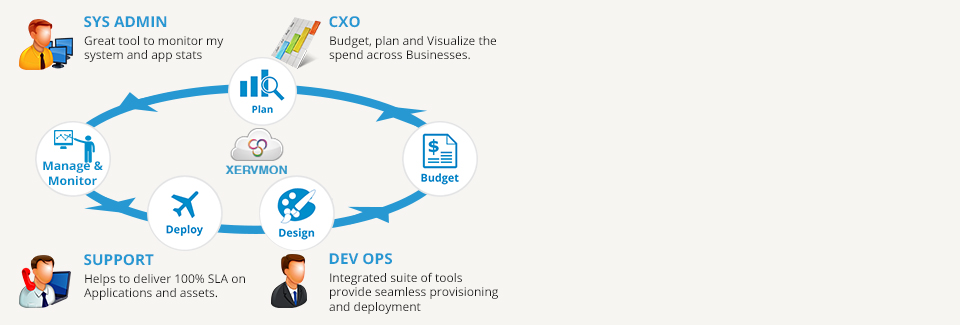 SYS ADMIN
Great tool to monitor my
system and app stats
CXO
Budget, plan and Visualize the
spend across Businesses.
Plan
Manage &
Monitor
XERVMON
$
Budget
Deploy
Design
SUPPORT
Helps to deliver 100% SLA on
Applications and assets.
DEV OPS
Integrated suite of tools
provide seamless provisioning
and deployment